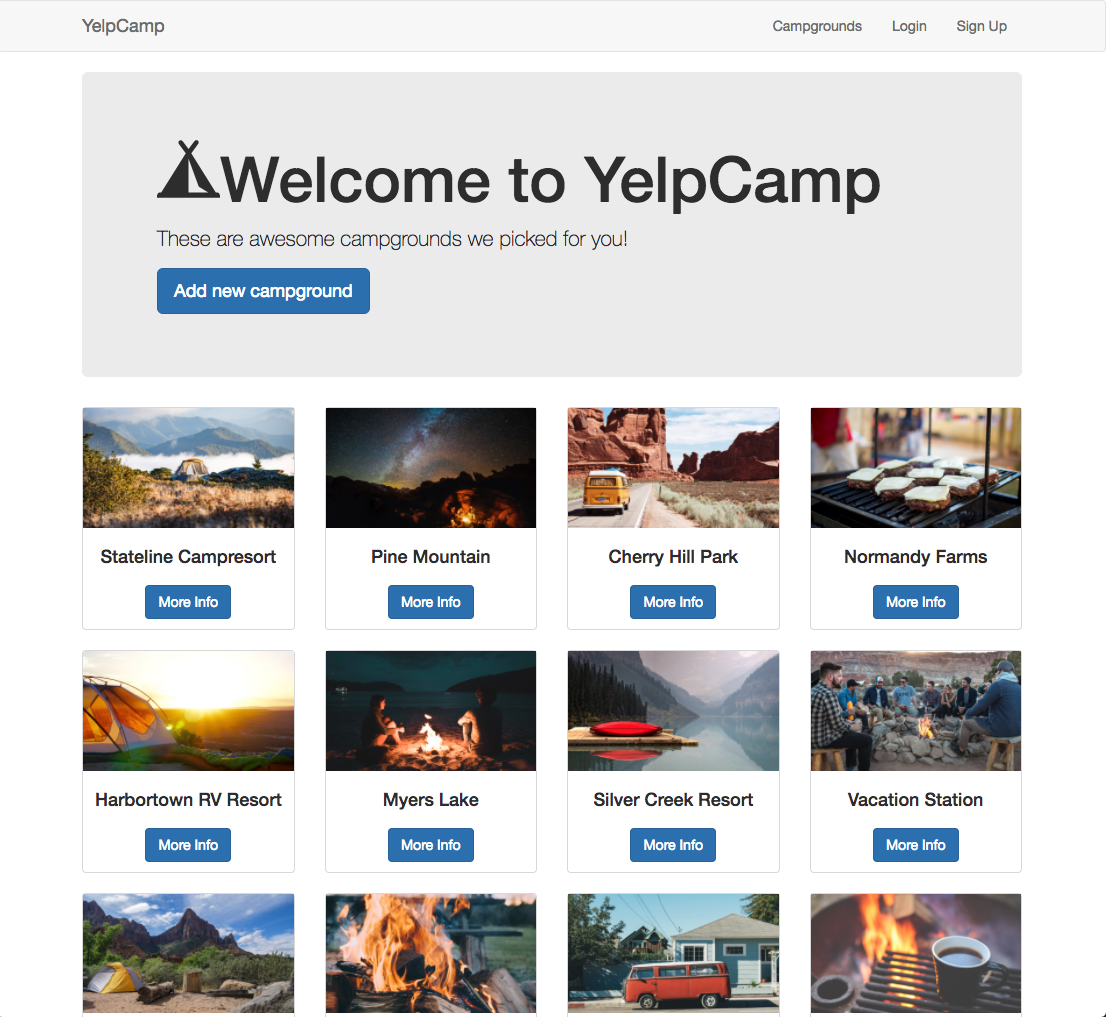 YelpCamp
Campgrounds Login Sign Up
Welcome to YelpCamp
These are awesome campgrounds we picked for you!
Add new campground
Stateline Campresort
Pine Mountain
Cherry Hill Park
Normandy Farms
More Info
More Info
More Info
More Info
Harbortown RV Resort
Myers Lake
Silver Creek Resort
Vacation Station
More Info
More Info
More Info
More Info